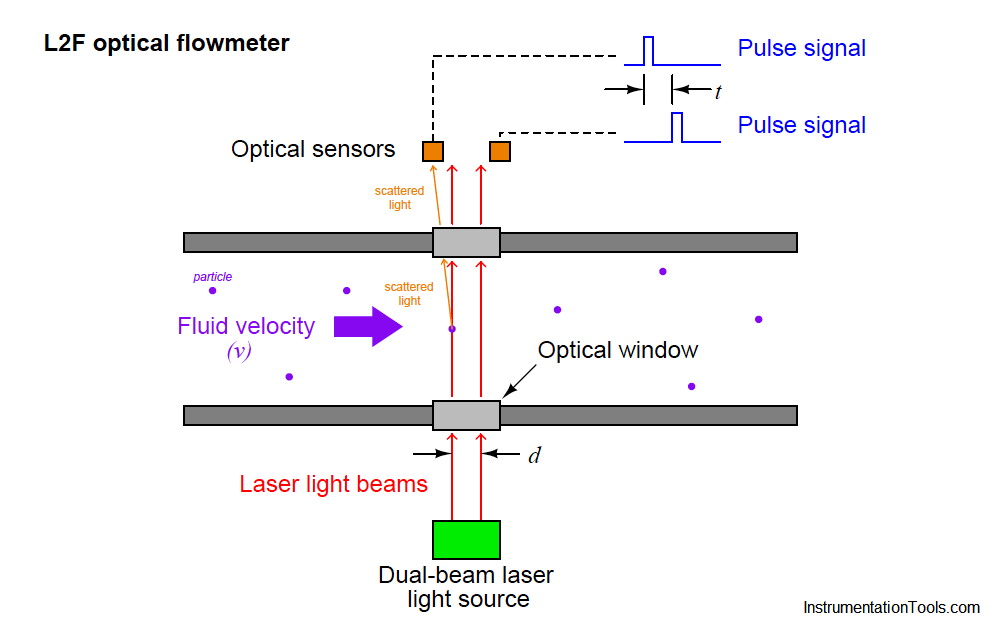 L2F optical flowmeter
Pulse signal
t
Pulse signal
Optical sensors
scattered
light
particle
scattered
light
Fluid velocity
(v)
Optical window
d
Laser light beams
Dual-beam laser
light source
InstrumentationTools.com